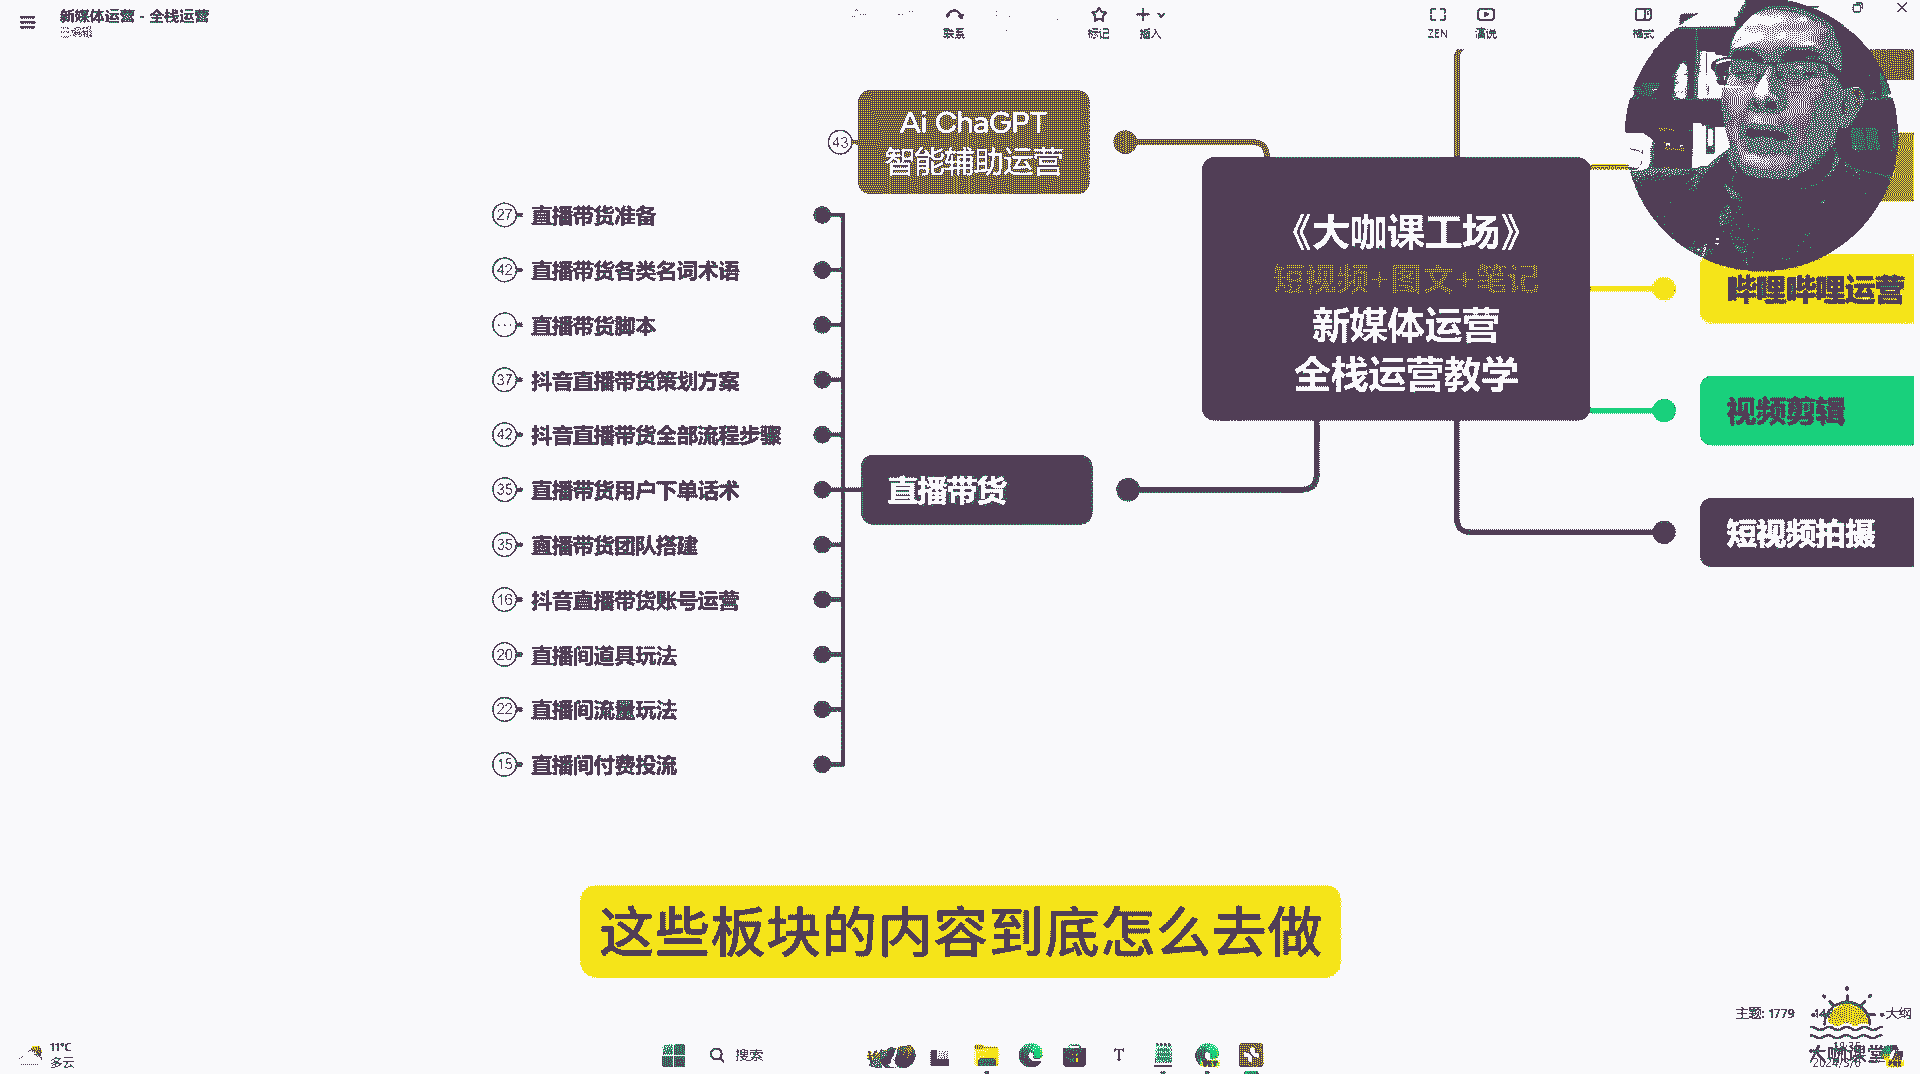 新媒体运营 - 全栈运营
已编辑
联系
标记
插入
ZEN
演说
格式
43
Ai ChaGPT
智能辅助运营
27 直播带货准备
42 直播带货各类名词术语
直播带货脚本
37 抖音直播带货策划方案
42 抖音直播带货全部流程步骤
35 直播带货用户下单话术
35 直播带货团队搭建
16 抖音直播带货账号运营
20 直播间道具玩法
22 直播间流量玩法
15 直播间付费投流
直播带货
《大咖课工场》
短视频+图文+笔记
新媒体运营
全栈运营教学
哔哩哔哩运营
视频剪辑
短视频拍摄
这些板块的内容到底怎么去做
主题: 1779
大纲
大咖课堂
11°C
多云
搜索